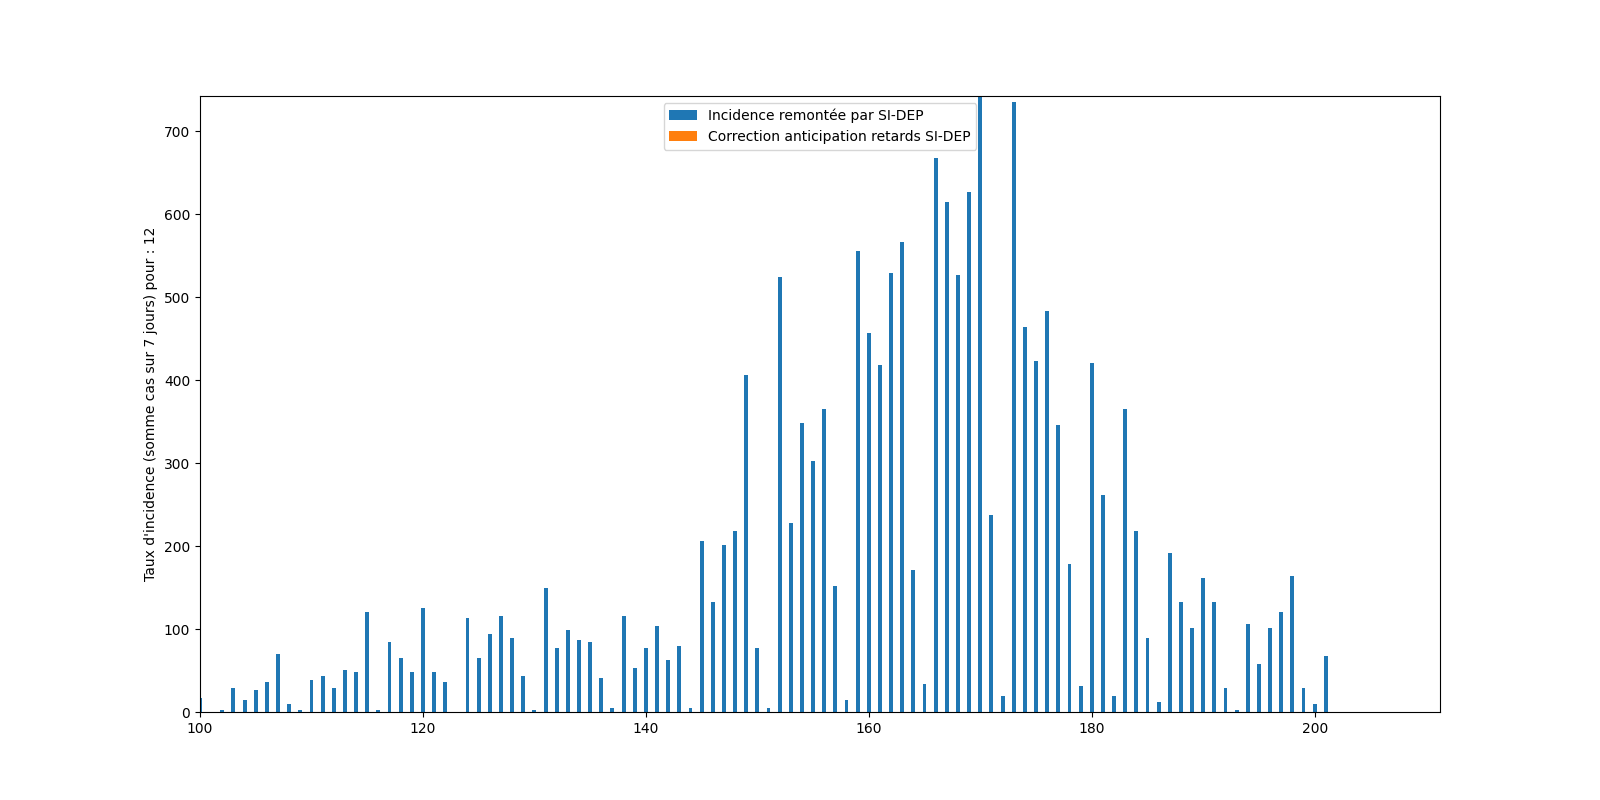 Incidence remontée par SI-DEP
Correction anticipation retards SI-DEP
Taux d'incidence (somme cas sur 7 jours) pour : 12
700
600
500
400
300
200
100
0
100 120 140 160 180 200